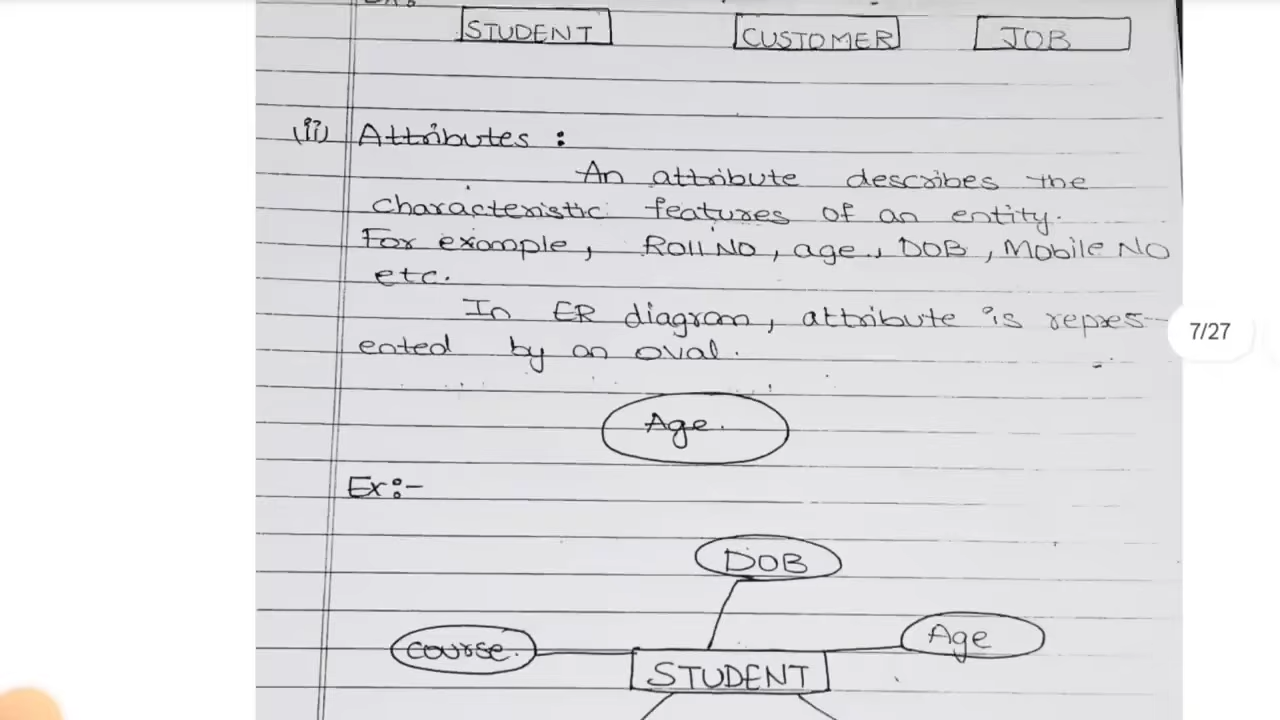 STUDENT CUSTOMER JOB
(ii) Attributes :
An attribute describes the
characteristic features of an entity.
For example, Roll NO, age, DOB, Mobile NO
etc.
In ER diagram, attribute is repres-
ented by an oval.
Age.
Ex:-
DOB
course. Age
STUDENT
7/27